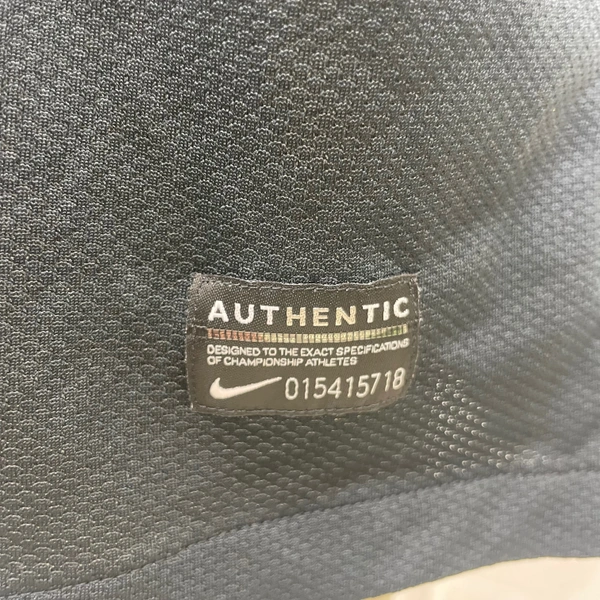 AUTHENTIC
DESIGNED TO THE EXACT SPECIFICATIONS
OF CHAMPIONSHIP ATHLETES
015415718